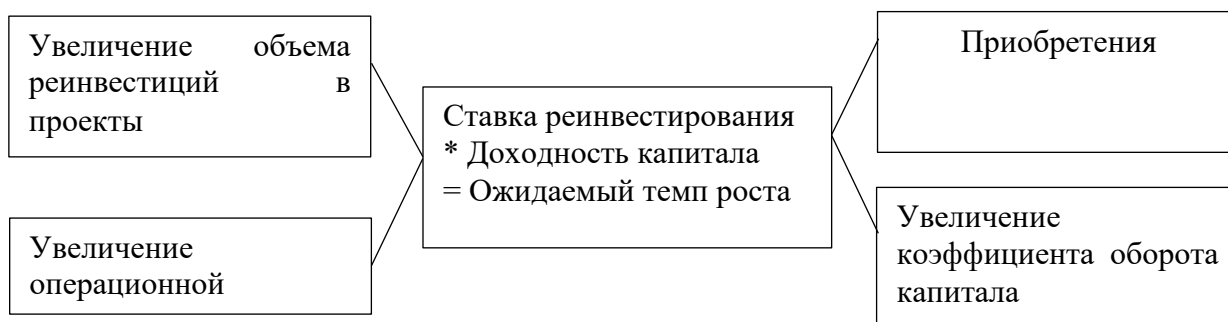 Увеличение объема
реинвестиций в
проекты
Увеличение
операционной
Ставка реинвестирования
* Доходность капитала
= Ожидаемый темп роста
Приобретения
Увеличение
коэффициента оборота
капитала